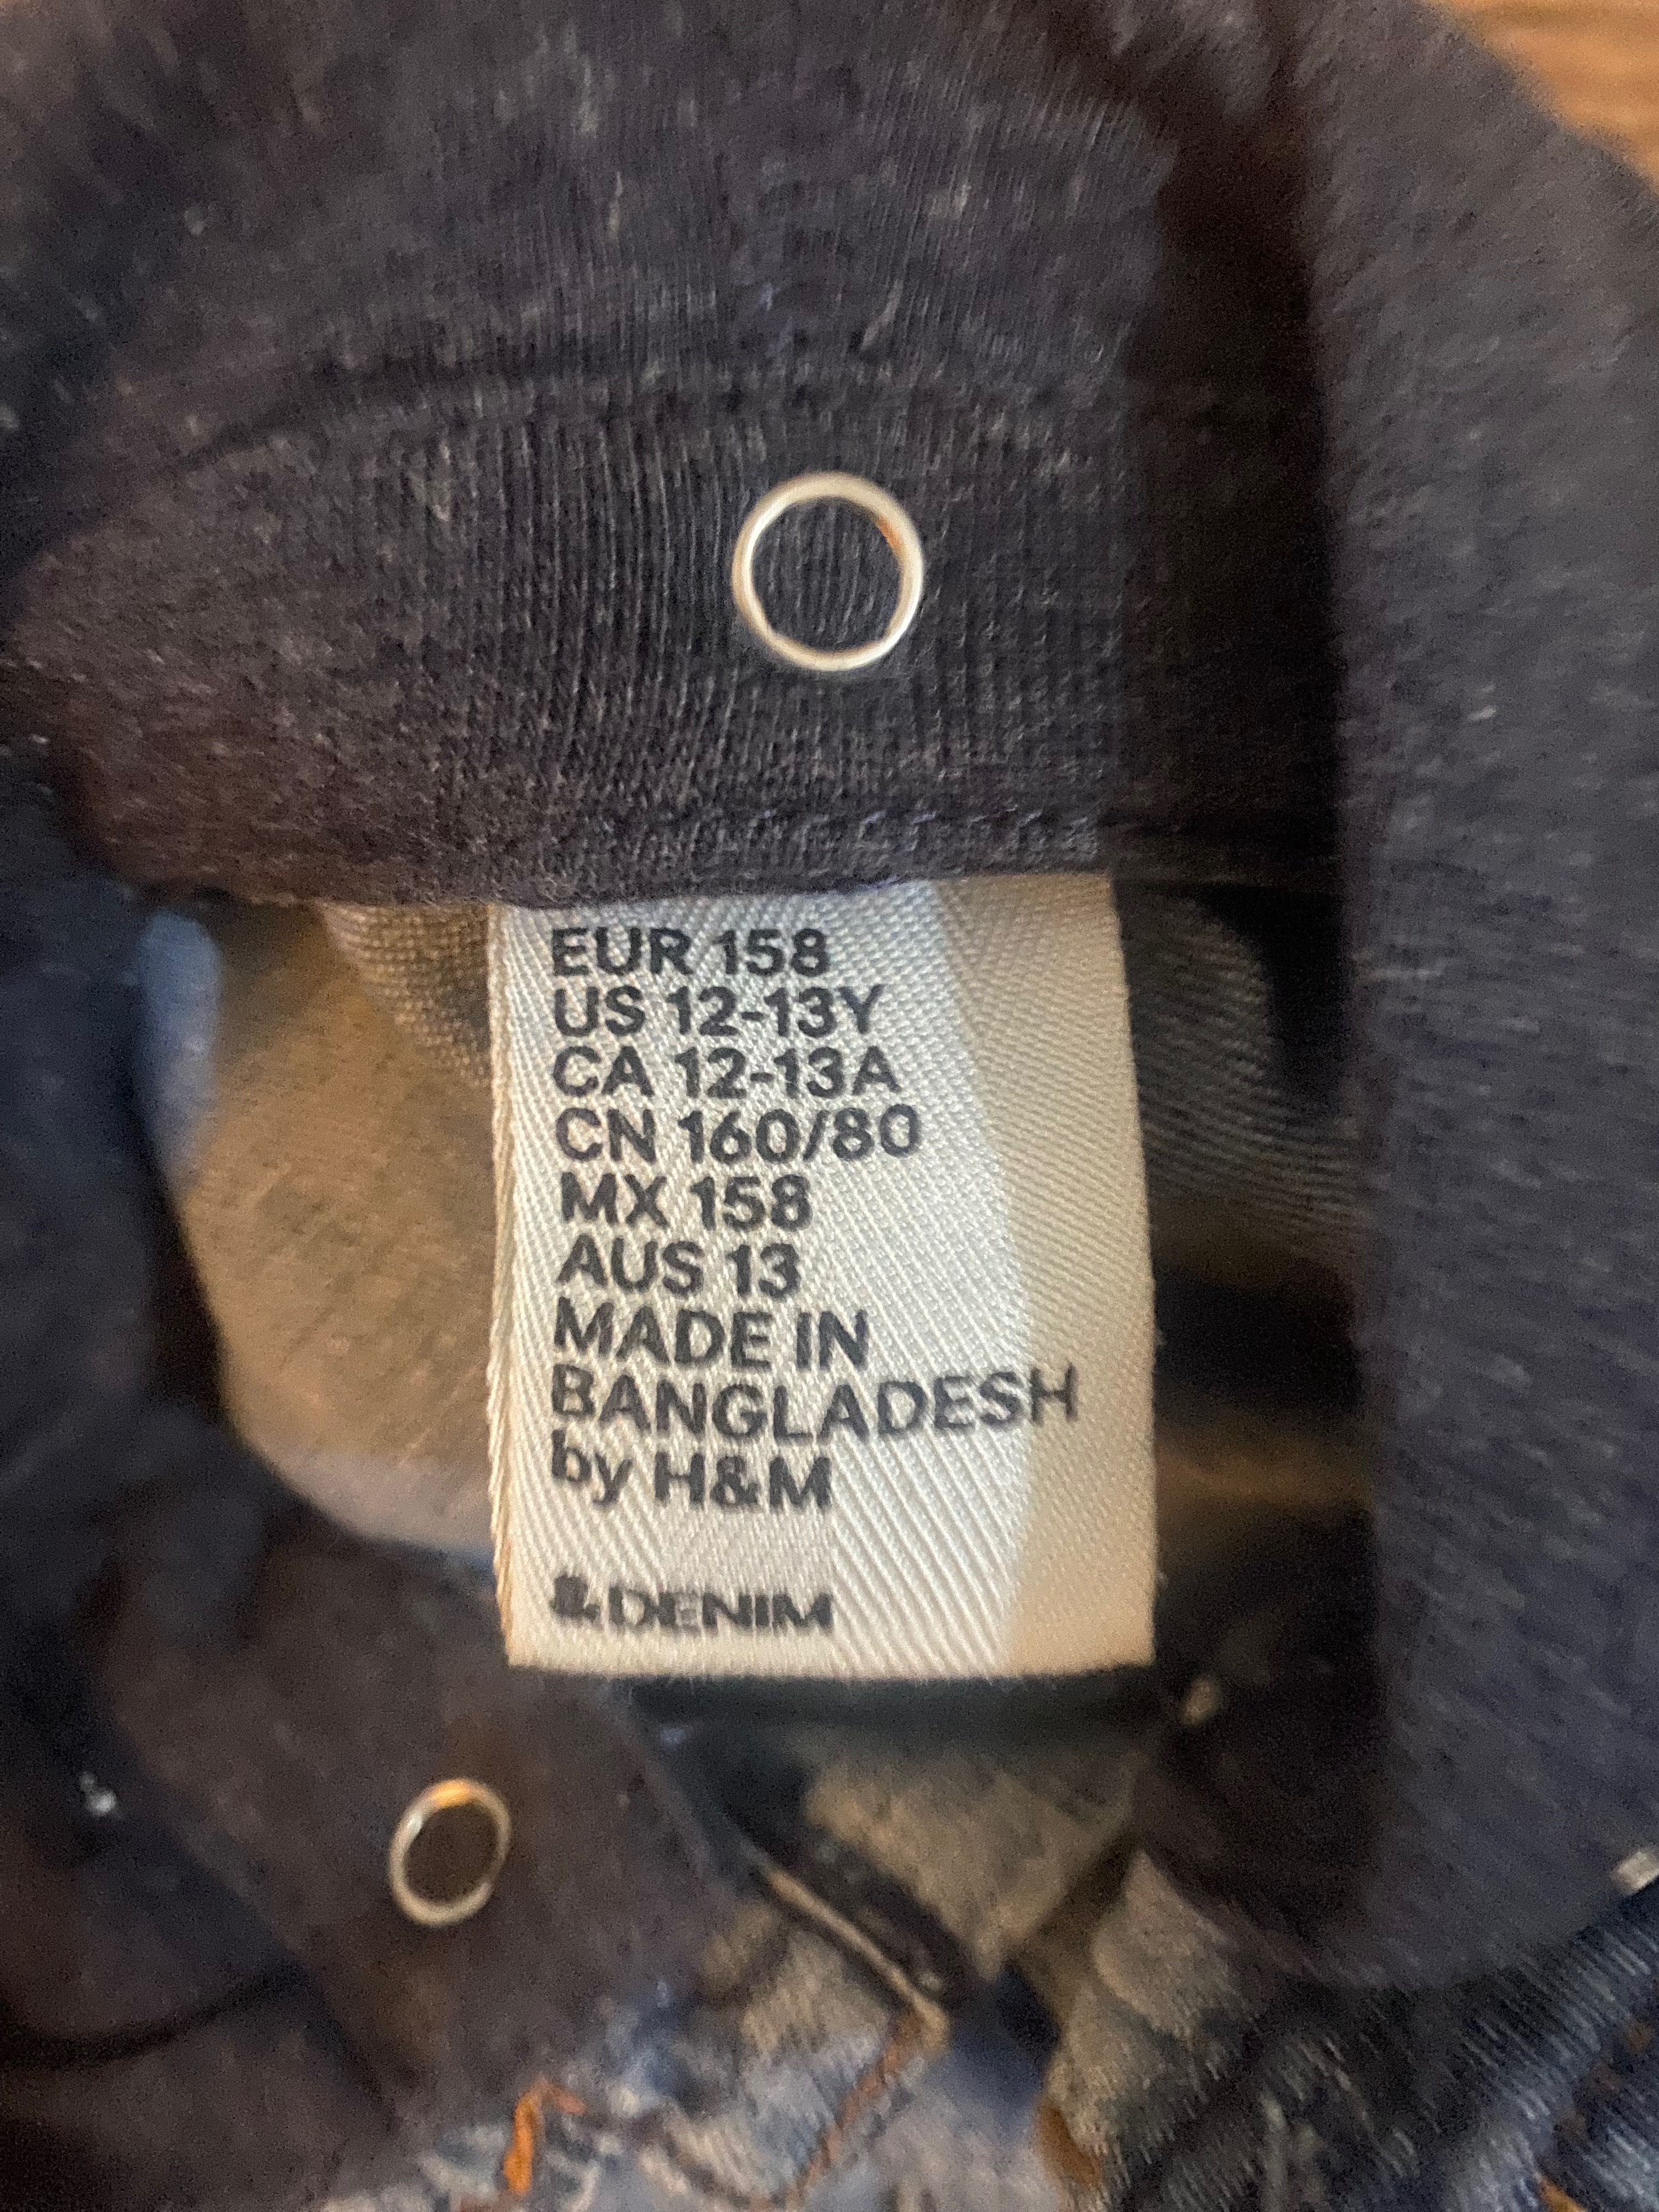 EUR 158
US 12-13Y
CA 12-13A
CN 160/80
MX 158
AUS 13
MADE IN
BANGLADESH
by H&M
&DENIM